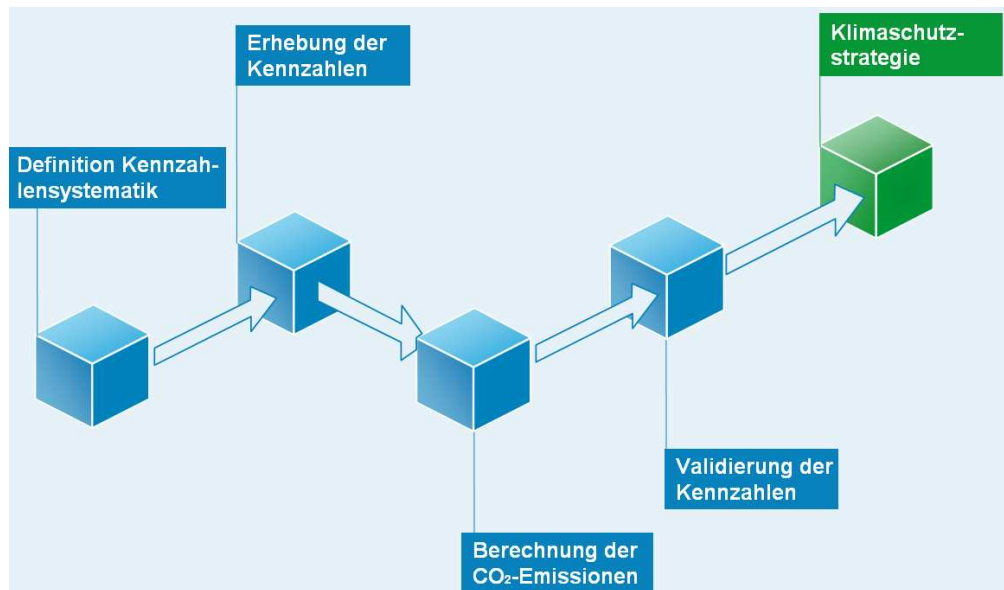 Definition Kennzah-
lensystematik
Erhebung der
Kennzahlen
Berechnung der
CO₂-Emissionen
Validierung der
Kennzahlen
Klimaschutz-
strategie